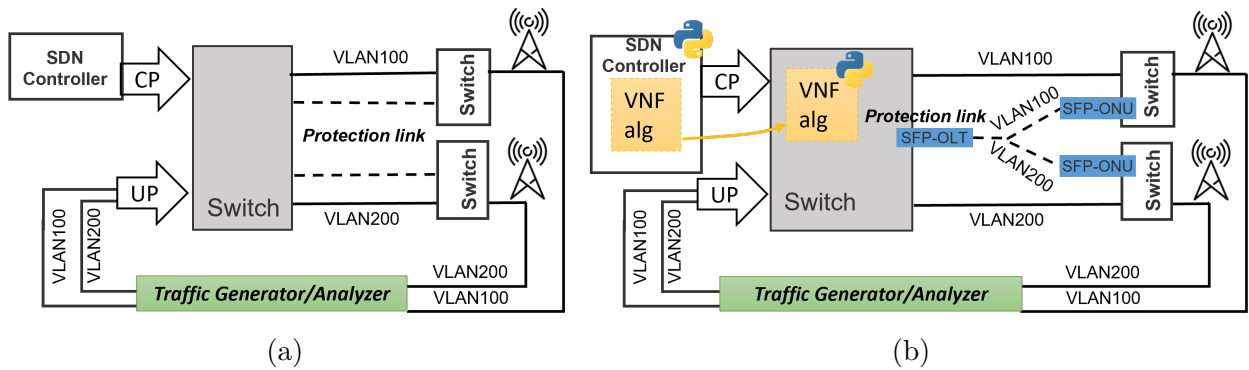 SDN
Controller
CP
VLAN100
Switch
Protection link
Switch
UP
Switch
VLAN200
VLAN100
VLAN200
VLAN200
Traffic Generator/Analyzer
VLAN100
(a)
SDN
Controller
VNF
alg
CP
VNF
alg
VLAN100
Switch
Protection link
VLAN100
SFP-ONU
SFP-OLT
VLAN200
SFP-ONU
Switch
UP
Switch
VLAN200
VLAN100
VLAN200
VLAN200
Traffic Generator/Analyzer
VLAN100
(b)